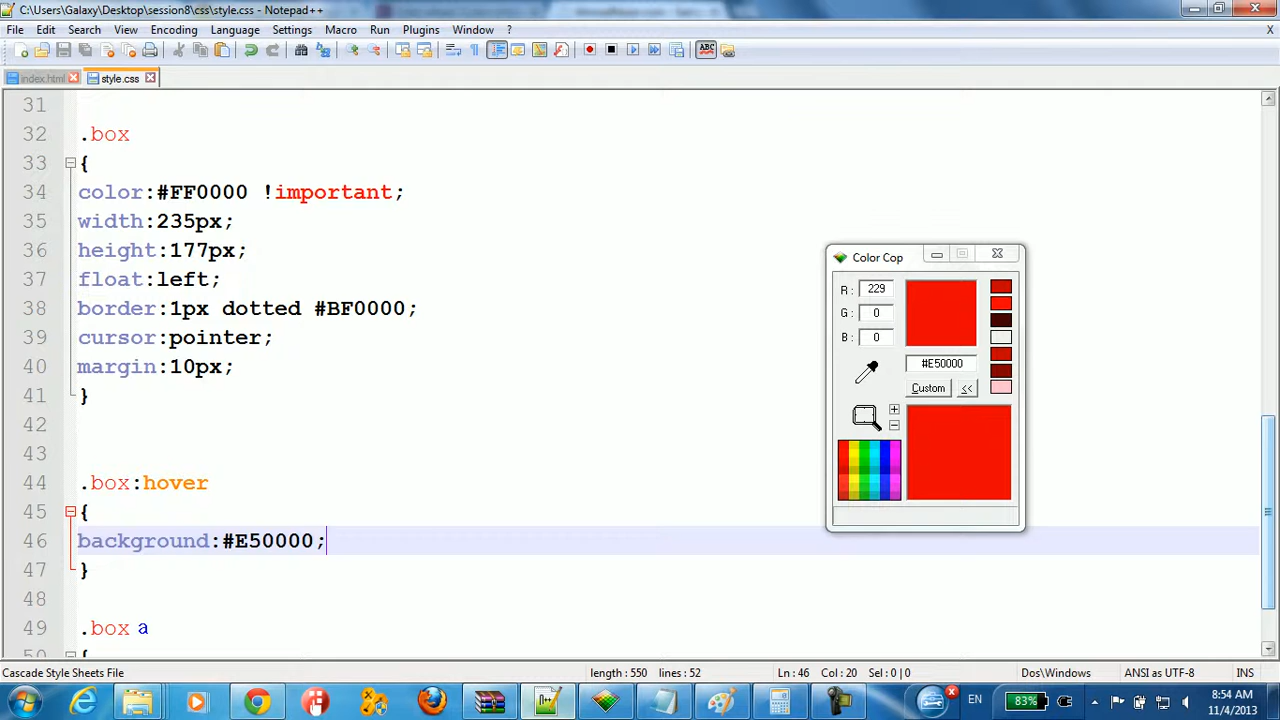 C:\Users\Galaxy\Desktop\session8\css\style.css - Notepad++
File Edit Search View Encoding Language Settings Macro Run Plugins Window ? X
index.html style.css
31
32 .box
33 {
34 color:#FF0000 !important;
35 width:235px;
36 height:177px;
37 float:left;
38 border:1px dotted #BF0000;
39 cursor:pointer;
40 margin:10px;
41 }
42
43
44 .box:hover
45 {
46 background:#E50000;
47 }
48
49 .box a
50 {
Color Cop
R: 229
G: 0
B: 0
#E50000
Custom <<
Cascade Style Sheets File length : 550 lines : 52 Ln : 46 Col : 20 Sel : 0 | 0 Dos\Windows ANSI as UTF-8 INS
EN 83% 8:54 AM
11/4/2013